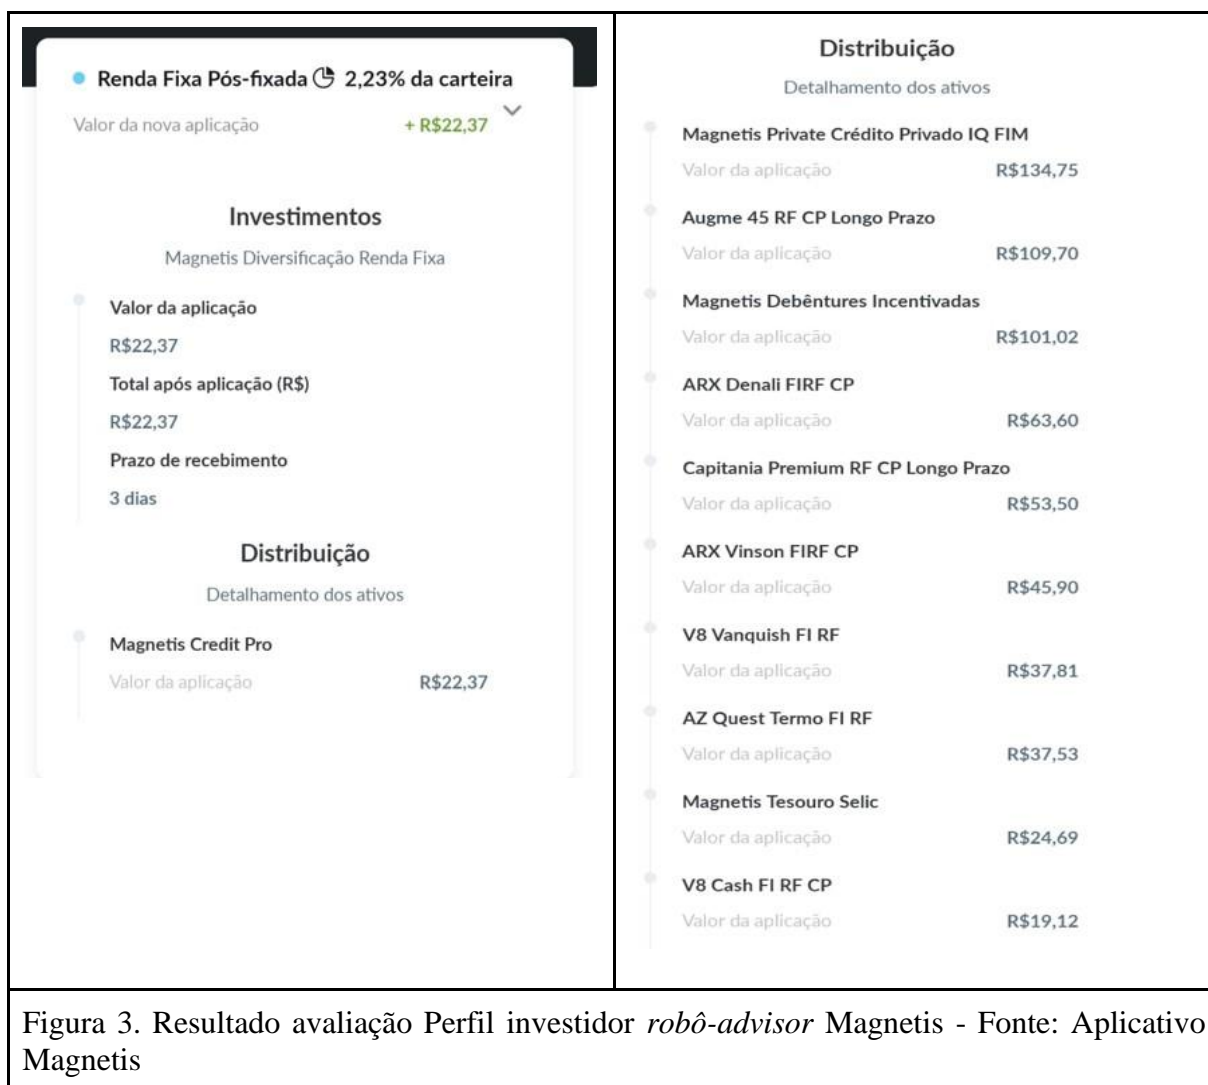 Renda Fixa Pós-fixada 2,23% da carteira
Valor da nova aplicação + R$22,37
Investimentos
Magnetis Diversificação Renda Fixa
Valor da aplicação
R$22,37
Total após aplicação (R$)
R$22,37
Prazo de recebimento
3 dias
Distribuição
Detalhamento dos ativos
Magnetis Credit Pro
Valor da aplicação R$22,37
Distribuição
Detalhamento dos ativos
Magnetis Private Crédito Privado IQ FIM
Valor da aplicação R$134,75
Augme 45 RF CP Longo Prazo
Valor da aplicação R$109,70
Magnetis Debêntures Incentivadas
Valor da aplicação R$101,02
ARX Denali FIRF CP
Valor da aplicação R$63,60
Capitania Premium RF CP Longo Prazo
Valor da aplicação R$53,50
ARX Vinson FIRF CP
Valor da aplicação R$45,90
V8 Vanquish FI RF
Valor da aplicação R$37,81
AZ Quest Termo FI RF
Valor da aplicação R$37,53
Magnetis Tesouro Selic
Valor da aplicação R$24,69
V8 Cash FI RF CP
Valor da aplicação R$19,12
Figura 3. Resultado avaliação Perfil investidor robô-advisor Magnetis - Fonte: Aplicativo
Magnetis